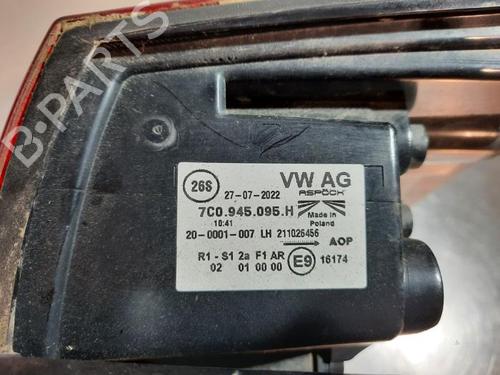 B-PARTS
26S 27-07-2022 VW AG
ASPÖCK
7C0.945.095.H
10:41
Made in
Poland
20-0001-007 LH 211026456 AOP
R1 - S1 2a F1 AR
02 01 00 00
E9 16174